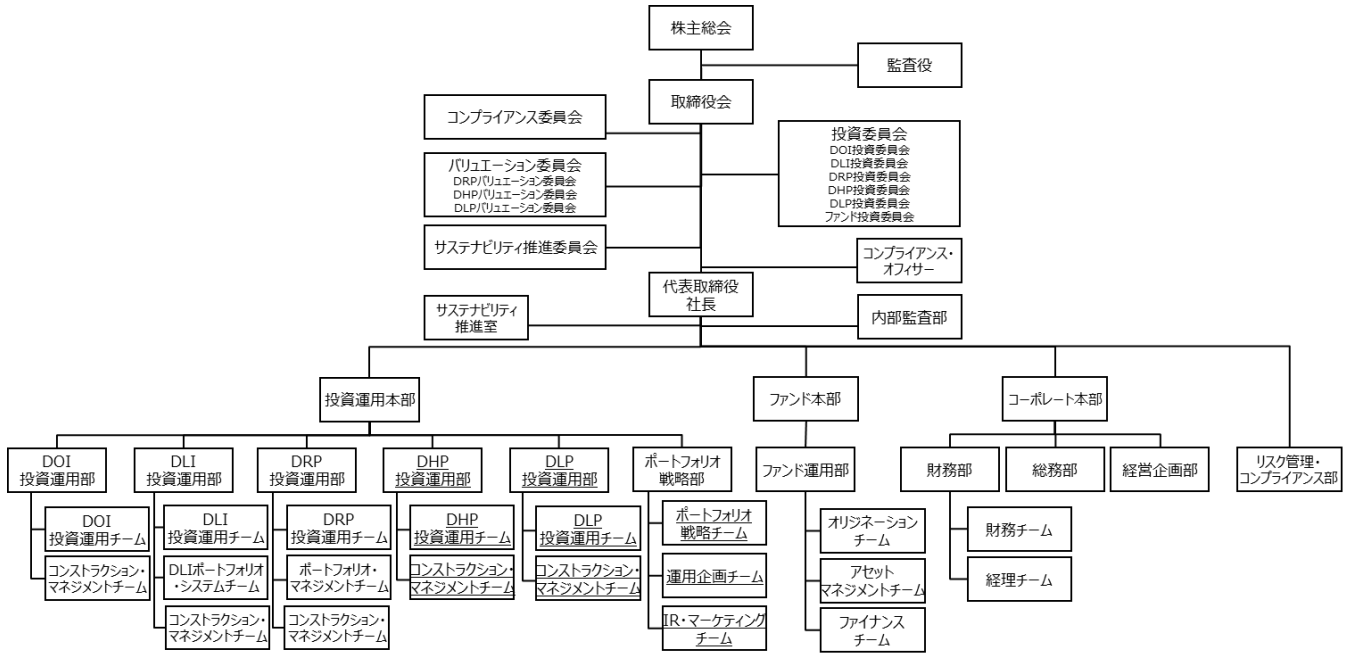 株主総会
監査役
取締役会
コンプライアンス委員会
投資委員会
DOI投資委員会
DLI投資委員会
DRP投資委員会
DHP投資委員会
DLP投資委員会
ファンド投資委員会
バリュエーション委員会
DRPバリュエーション委員会
DHPバリュエーション委員会
DLPバリュエーション委員会
サステナビリティ推進委員会
コンプライアンス・
オフィサー
代表取締役
社長
サステナビリティ
推進室
内部監査部
投資運用本部
ファンド本部
コーポレート本部
DOI
投資運用部
DLI
投資運用部
DRP
投資運用部
DHP
投資運用部
DLP
投資運用部
ポートフォリオ
戦略部
ファンド運用部
財務部
総務部
経営企画部
リスク管理・
コンプライアンス部
DOI
投資運用チーム
コンストラクション・
マネジメントチーム
DLI
投資運用チーム
DLIポートフォリオ
・システムチーム
コンストラクション・
マネジメントチーム
DRP
投資運用チーム
ポートフォリオ・
マネジメントチーム
コンストラクション・
マネジメントチーム
DHP
投資運用チーム
コンストラクション・
マネジメントチーム
DLP
投資運用チーム
コンストラクション・
マネジメントチーム
ポートフォリオ
戦略チーム
運用企画チーム
IR・マーケティング
チーム
オリジネーション
チーム
アセット
マネジメントチーム
ファイナンス
チーム
財務チーム
経理チーム